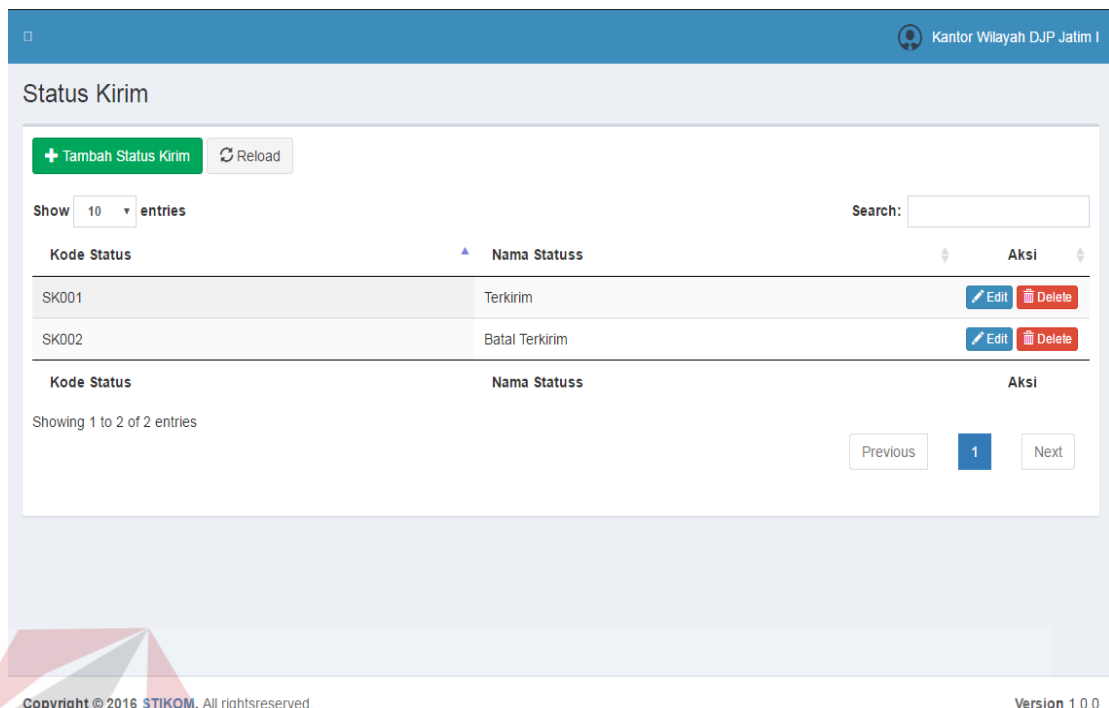 Kantor Wilayah DJP Jatim I
Status Kirim
Tambah Status Kirim Reload
Show 10 entries Search:
Kode Status Nama Statuss Aksi
SK001 Terkirim Edit Delete
SK002 Batal Terkirim Edit Delete
Kode Status Nama Statuss Aksi
Showing 1 to 2 of 2 entries
Previous 1 Next
Copyright © 2016 STIKOM. All rightsreserved. Version 1.0.0